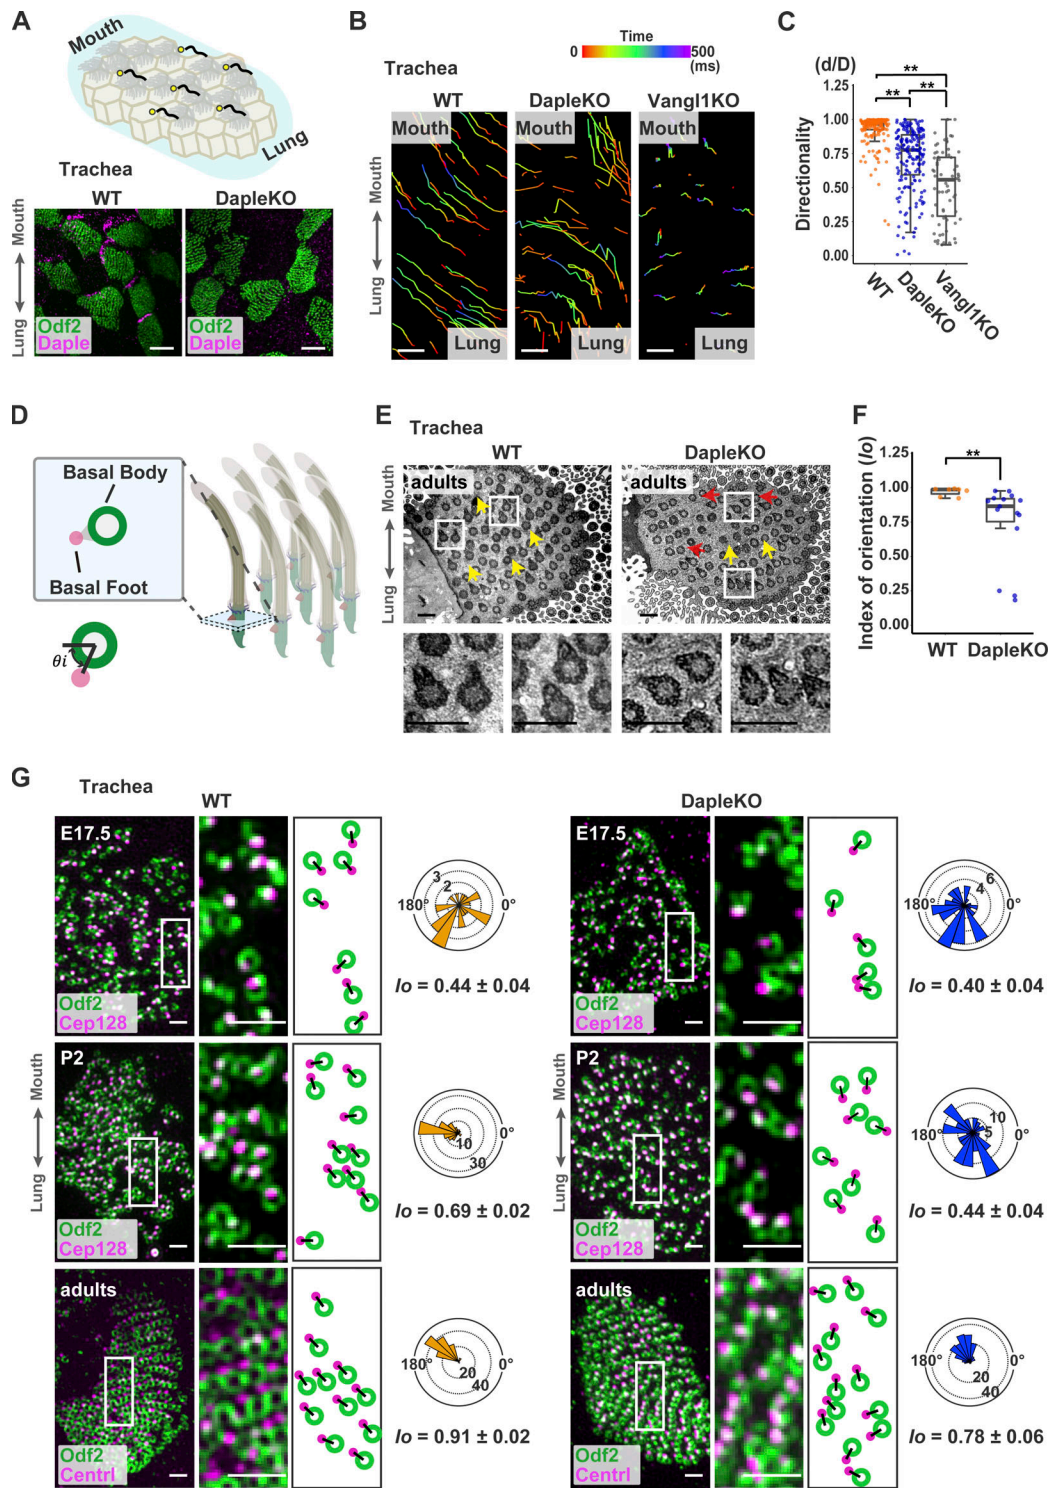 A
Mouth
Lung
Trachea
WT
DapleKO
Mouth
Lung
Odf2
Daple
Odf2
Daple
B
Time
0
500
(ms)
Trachea
WT
DapleKO
Vangl1KO
Mouth
Lung
Mouth
Mouth
Mouth
Lung
Lung
Lung
C
(d/D)
**
**
**
Directionality
1.25
1.00
0.75
0.50
0.25
0.00
WT
DapleKO
Vangl1KO
D
Basal Body
Basal Foot
θi
E
Trachea
WT
DapleKO
Mouth
Lung
adults
adults
F
Index of orientation (Io)
**
1.25
1.00
0.75
0.50
0.25
0.00
WT
DapleKO
G
Trachea
WT
DapleKO
E17.5
Odf2
Cep128
180°
0°
3
2
Io = 0.44 ± 0.04
E17.5
Odf2
Cep128
180°
0°
6
4
Io = 0.40 ± 0.04
Mouth
Lung
P2
Odf2
Cep128
180°
0°
10
30
Io = 0.69 ± 0.02
Mouth
Lung
P2
Odf2
Cep128
180°
0°
10
5
Io = 0.44 ± 0.04
adults
Odf2
Centrl
180°
0°
20
40
Io = 0.91 ± 0.02
adults
Odf2
Centrl
180°
0°
20
40
Io = 0.78 ± 0.06